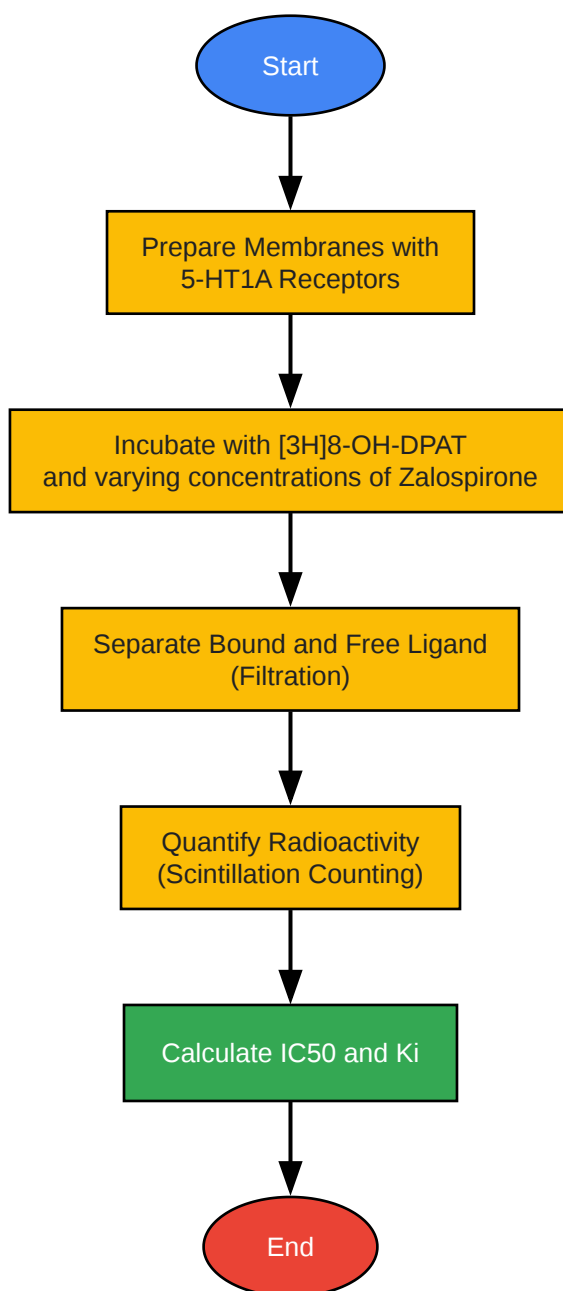 Start
Prepare Membranes with
5-HT1A Receptors
Incubate with [3H]8-OH-DPAT
and varying concentrations of Zalospirone
Separate Bound and Free Ligand
(Filtration)
Quantify Radioactivity
(Scintillation Counting)
Calculate IC50 and Ki
End